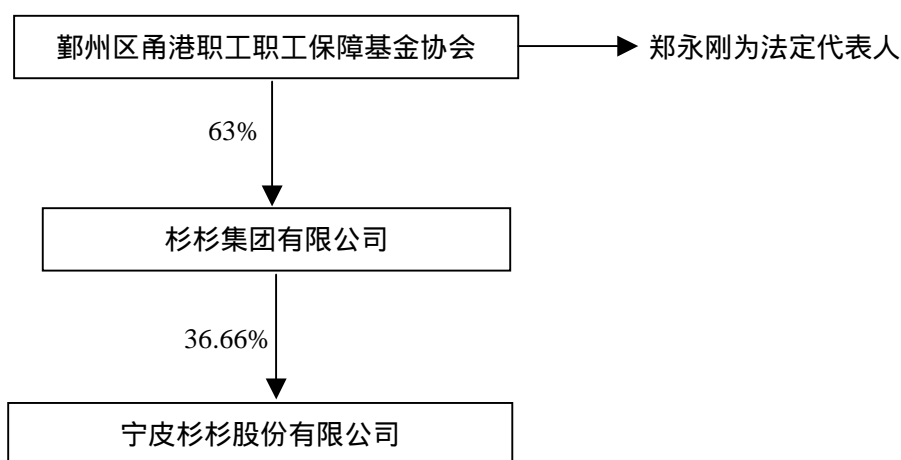 鄞州区甬港职工职工保障基金协会
郑永刚为法定代表人
63%
杉杉集团有限公司
36.66%
宁皮杉杉股份有限公司